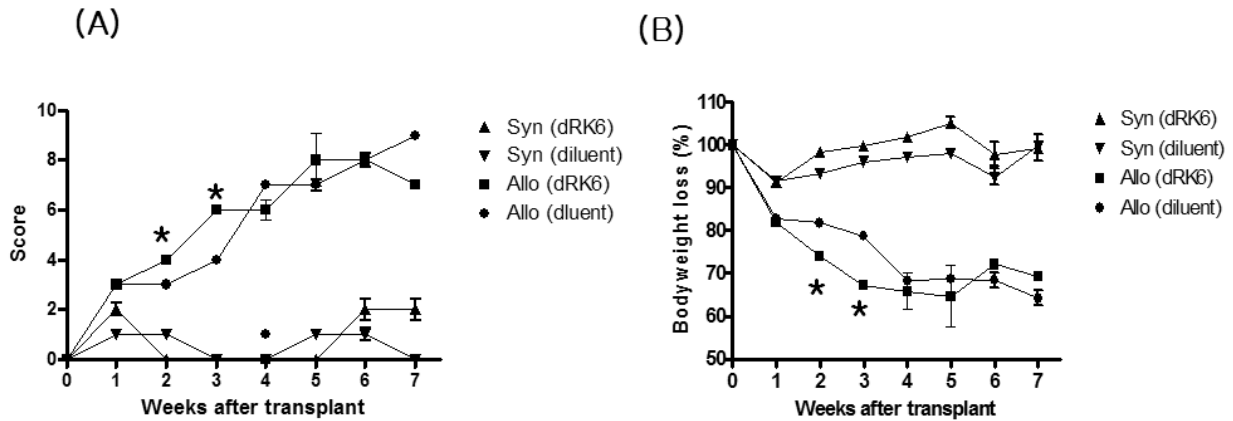 (A)
(B)
10
8
6
4
2
0
Score
* *
0 1 2 3 4 5 6 7
Weeks after transplant
Syn (dRK6)
Syn (diluent)
Allo (dRK6)
Allo (dluent)
110
100
90
80
70
60
50
Bodyweight loss (%)
* *
0 1 2 3 4 5 6 7
Weeks after transplant
Syn (dRK6)
Syn (diluent)
Allo (dRK6)
Allo (diluent)